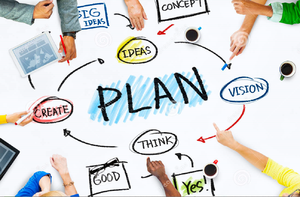 BIG
IDEAS
CONCEPT
IDEAS
PLAN
VISION
CREATE
THINK
GOOD
Yes!